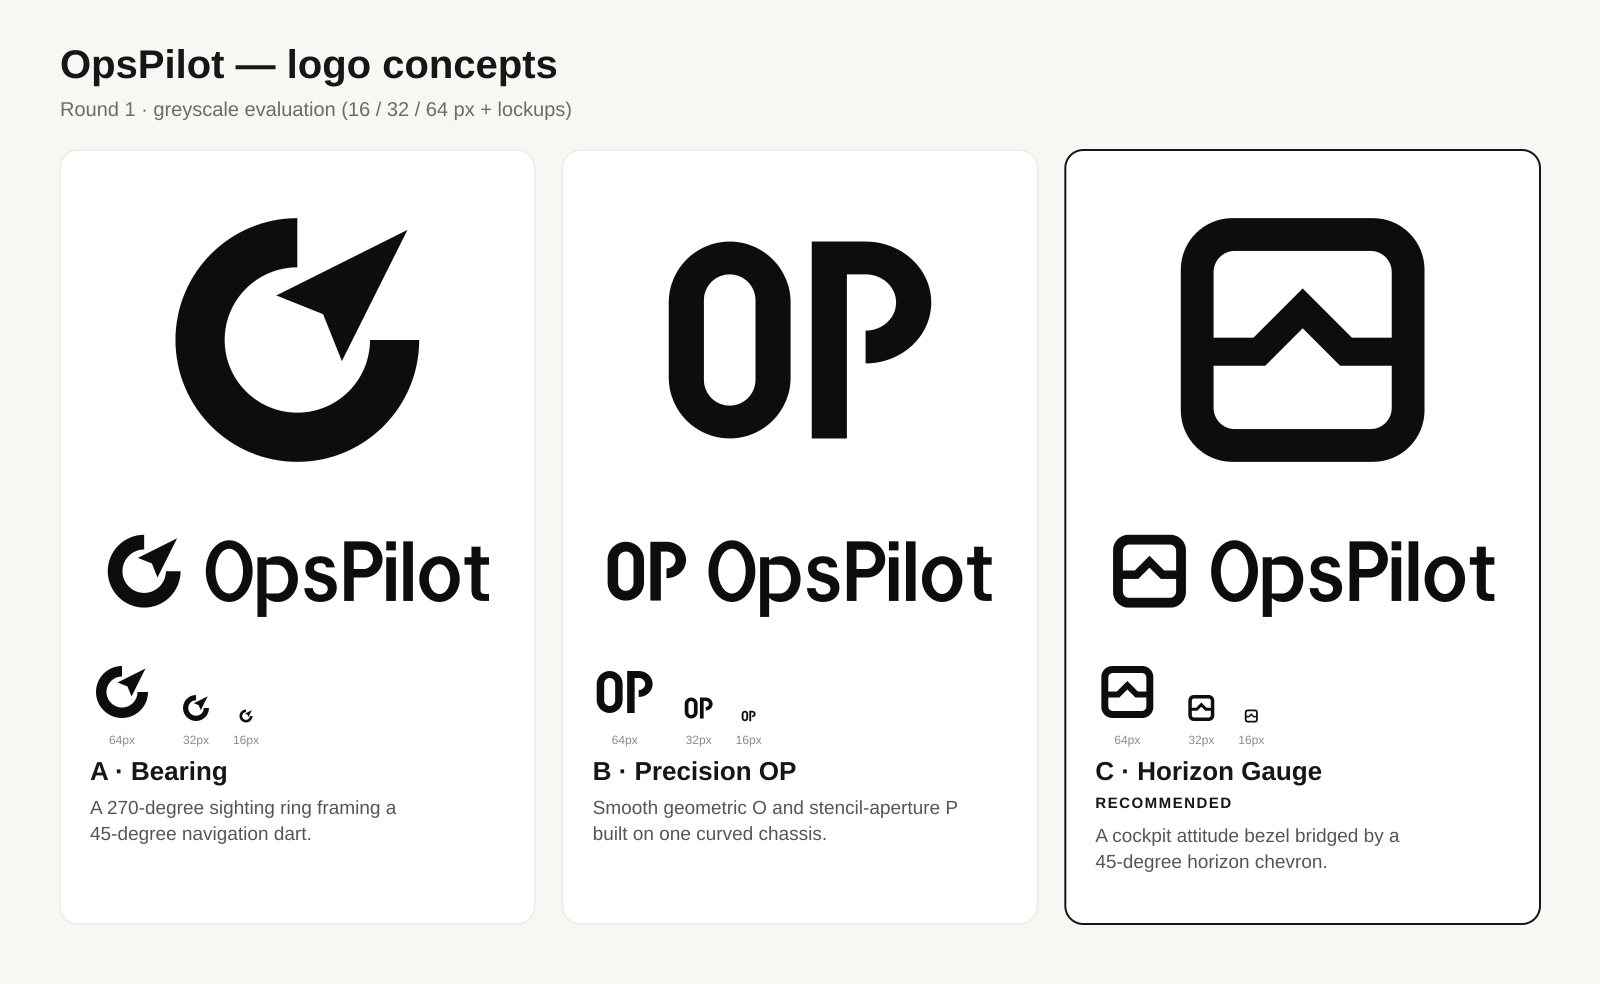 OpsPilot — logo concepts
Round 1 · greyscale evaluation (16 / 32 / 64 px + lockups)
OP
OpsPilot
OP OpsPilot
OpsPilot
OP OP OP
64px 32px 16px
64px 32px 16px
64px 32px 16px
A · Bearing
A 270-degree sighting ring framing a
45-degree navigation dart.
B · Precision OP
Smooth geometric O and stencil-aperture P
built on one curved chassis.
C · Horizon Gauge
RECOMMENDED
A cockpit attitude bezel bridged by a
45-degree horizon chevron.